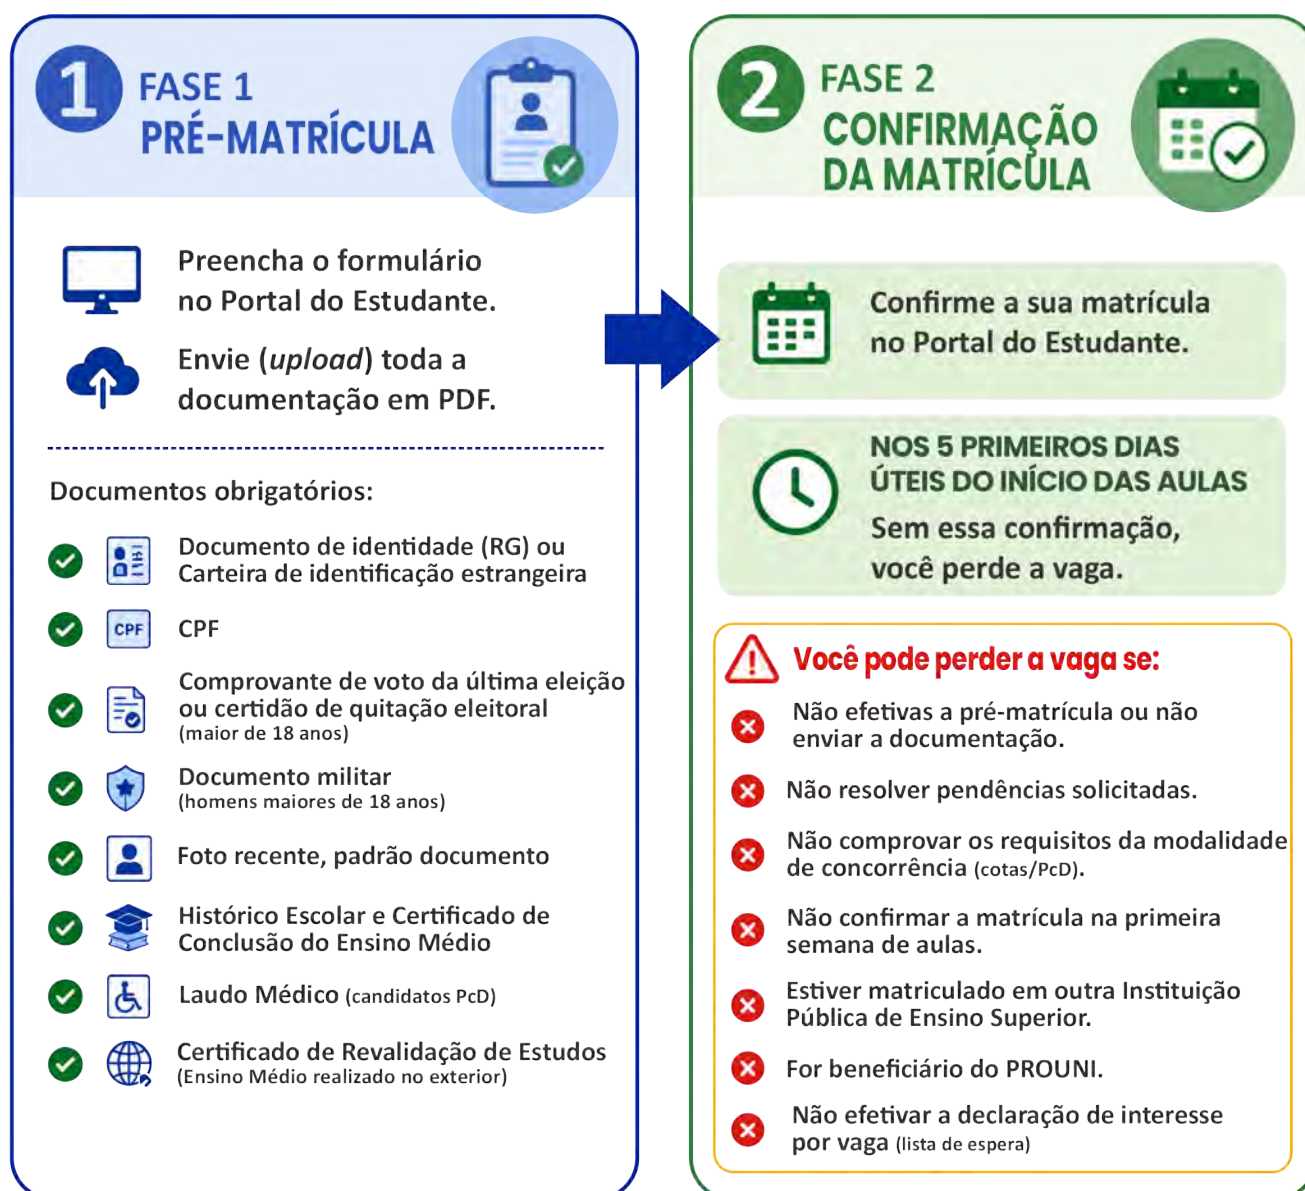 1
FASE 1
PRÉ-MATRÍCULA
Preencha o formulário
no Portal do Estudante.
Envie (upload) toda a
documentação em PDF.
Documentos obrigatórios:
Documento de identidade (RG) ou
Carteira de identificação estrangeira
CPF
CPF
Comprovante de voto da última eleição
ou certidão de quitação eleitoral
(maior de 18 anos)
Documento militar
(homens maiores de 18 anos)
Foto recente, padrão documento
Histórico Escolar e Certificado de
Conclusão do Ensino Médio
Laudo Médico (candidatos PcD)
Certificado de Revalidação de Estudos
(Ensino Médio realizado no exterior)
2
FASE 2
CONFIRMAÇÃO
DA MATRÍCULA
Confirme a sua matrícula
no Portal do Estudante.
NOS 5 PRIMEIROS DIAS
ÚTEIS DO INÍCIO DAS AULAS
Sem essa confirmação,
você perde a vaga.
Você pode perder a vaga se:
Não efetivas a pré-matrícula ou não
enviar a documentação.
Não resolver pendências solicitadas.
Não comprovar os requisitos da modalidade
de concorrência (cotas/PcD).
Não confirmar a matrícula na primeira
semana de aulas.
Estiver matriculado em outra Instituição
Pública de Ensino Superior.
For beneficiário do PROUNI.
Não efetivar a declaração de interesse
por vaga (lista de espera)